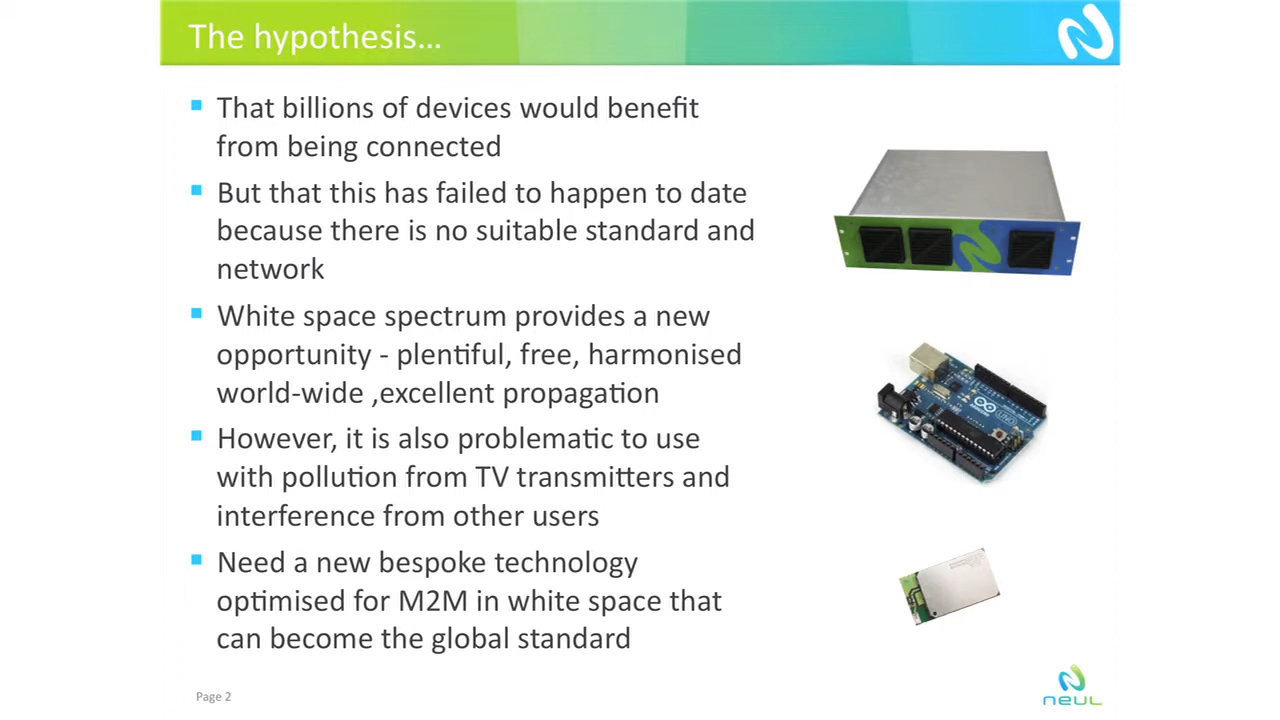 The hypothesis...
That billions of devices would benefit
from being connected
But that this has failed to happen to date
because there is no suitable standard and
network
White space spectrum provides a new
opportunity - plentiful, free, harmonised
world-wide ,excellent propagation
However, it is also problematic to use
with pollution from TV transmitters and
interference from other users
Need a new bespoke technology
optimised for M2M in white space that
can become the global standard
UNO
Page 2
neul